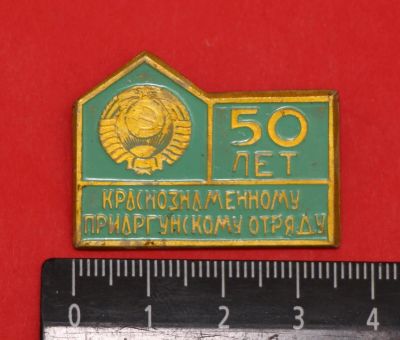 50
ЛЕТ
КРАСНОЗНАМЕННОМУ
ПРИАРГУНСКОМУ ОТРЯДУ
0 1 2 3 4